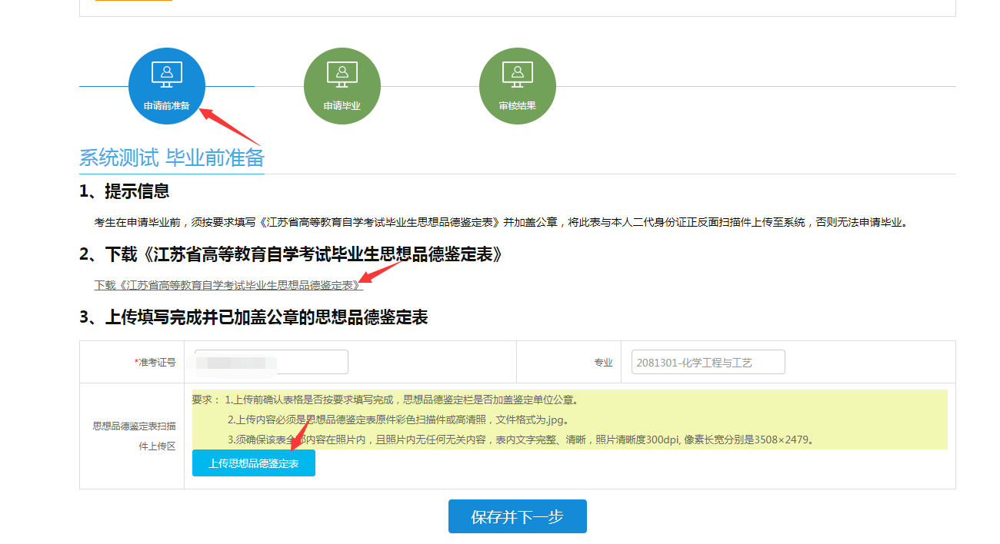 申请前准备
申请毕业
审核结果
系统测试 毕业前准备
1、提示信息
考生在申请毕业前，须按要求填写《江苏省高等教育自学考试毕业生思想品德鉴定表》并加盖公章，将此表与本人二代身份证正反面扫描件上传至系统，否则无法申请毕业。
2、下载《江苏省高等教育自学考试毕业生思想品德鉴定表》
下载《江苏省高等教育自学考试毕业生思想品德鉴定表》
3、上传填写完成并已加盖公章的思想品德鉴定表
*准考证号
专业
2081301-化学工程与工艺
思想品德鉴定表扫描
件上传区
要求： 1.上传前确认表格是否按要求填写完成，思想品德鉴定栏是否加盖鉴定单位公章。
2.上传内容必须是思想品德鉴定表原件彩色扫描件或高清照，文件格式为.jpg。
3.须确保该表全部内容在照片内，且照片内无任何无关内容，表内文字完整、清晰，照片清晰度300dpi, 像素长宽分别是3508×2479。
上传思想品德鉴定表
保存并下一步